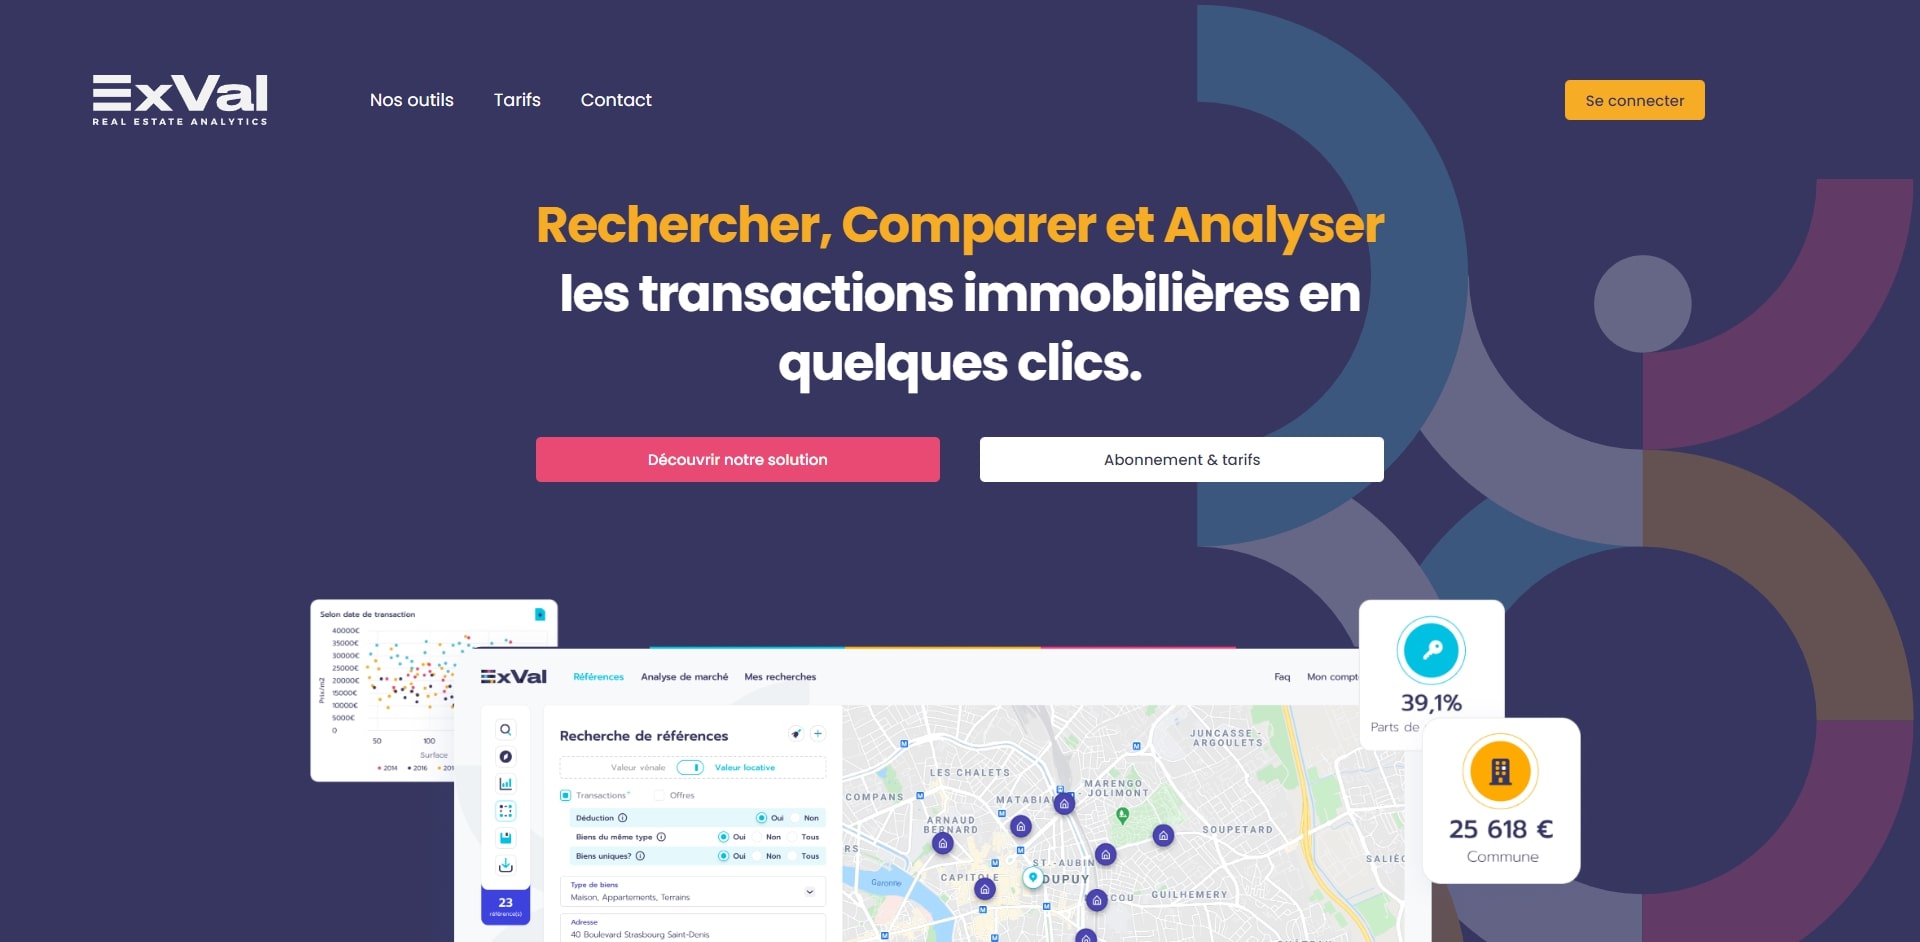 ExVal
REAL ESTATE ANALYTICS
Nos outils
Tarifs
Contact
Se connecter
Rechercher, Comparer et Analyser
les transactions immobilières en
quelques clics.
Découvrir notre solution
Abonnement & tarifs
Selon date de transaction
40000€
35000€
30000€
25000€
20000€
15000€
10000€
5000€
0
Prix/m2
50
100
Surface
2014
2016
201
ExVal
Références
Analyse de marché
Mes recherches
Faq
Mon compt
23
référence(s)
Recherche de références
Valeur vénale
Valeur locative
Transactions*
Offres
Déduction
Oui
Non
Biens du même type
Oui
Non
Tous
Biens uniques?
Oui
Non
Tous
Type de biens
Maison, Appartements, Terrains
Adresse
40 Boulevard Strasbourg Saint-Denis
JUNCASSE -
ARGOULETS
LES CHALETS
MARENGO
- JOLIMONT
COMPANS
MATABIAU
ARNAUD
BERNARD
SOUPETARD
RS
ST-AUBIN
DUPUY
SALIÉ
CAPITOLE
Garonne
GUILHEMERY
COU
39,1%
Parts de
25 618 €
Commune